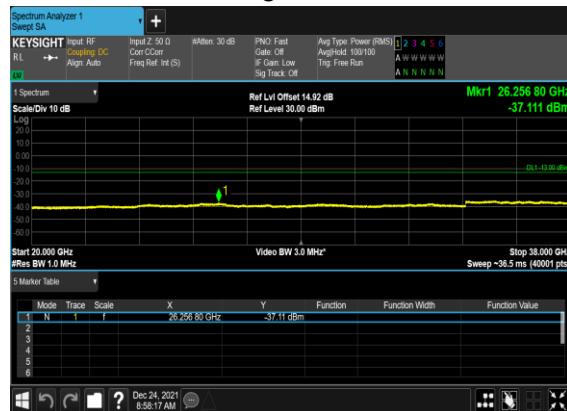 Spectrum Analyzer 1
Swept SA
KEYSIGHT Input: RF Input Z: 50 Ω #Atten: 30 dB PNO: Fast Avg Type: Power (RMS) 1 2 3 4 5 6
RL Coupling: DC Corr CCorr Gate: Off Avg|Hold: 100/100 A W W W W W
Align: Auto Freq Ref: Int (S) IF Gain: Low Trig: Free Run
Sig Track: Off A N N N N N
LXI
1 Spectrum Ref Lvl Offset 14.92 dB Mkr1 26.256 80 GHz
Scale/Div 10 dB Ref Level 30.00 dBm -37.111 dBm
Log
20.0
10.0
0.00
-10.0 DL1 -13.00 dBm
-20.0
-30.0 1
-40.0
-50.0
-60.0
Start 20.000 GHz Video BW 3.0 MHz* Stop 38.000 GHz
#Res BW 1.0 MHz Sweep ~36.5 ms (40001 pts)
5 Marker Table
Mode Trace Scale X Y Function Function Width Function Value
1 N 1 f 26.256 80 GHz -37.11 dBm
2
3
4
5
6
? Dec 24, 2021
8:58:17 AM